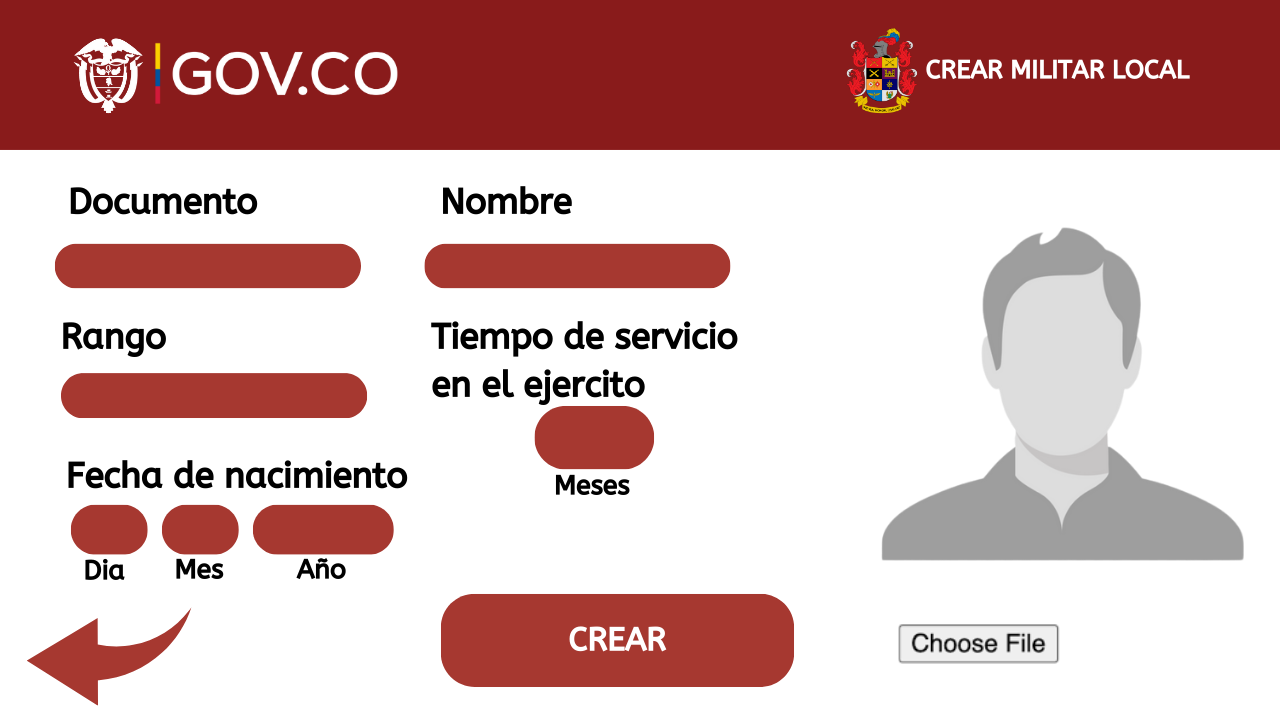 GOV.CO
CREAR MILITAR LOCAL
Documento
Nombre
Rango
Tiempo de servicio
en el ejercito
Meses
Fecha de nacimiento
Dia
Mes
Año
CREAR
Choose File